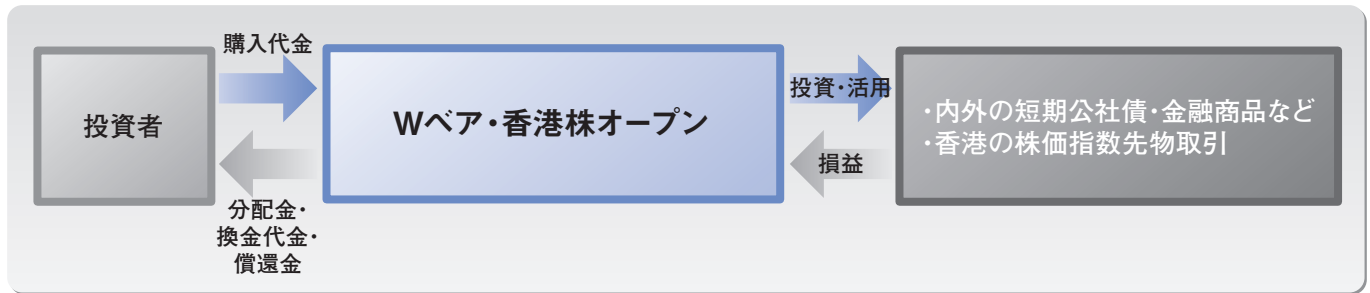 購入代金
投資者
Wベア・香港株オープン
投資・活用
・内外の短期公社債・金融商品など
・香港の株価指数先物取引
損益
分配金・
換金代金・
償還金